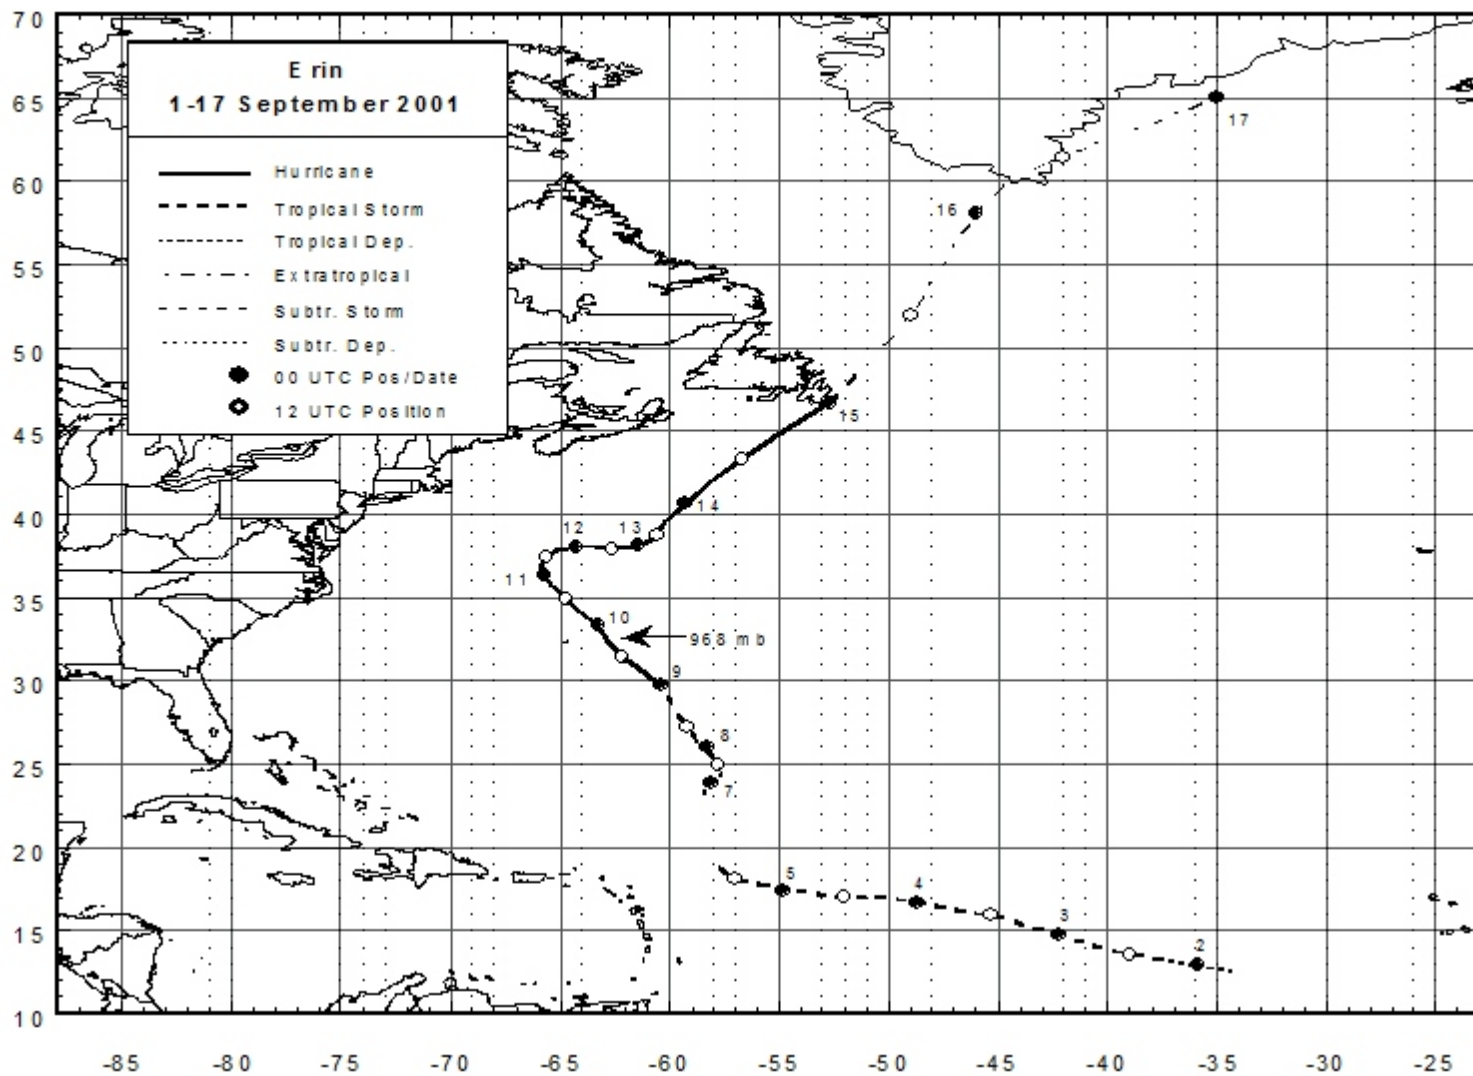 Erin
1-17 September 2001
Hurricane
Tropical Storm
Tropical Dep.
Extratropical
Subtr. Storm
Subtr. Dep.
00 UTC Pos/Date
12 UTC Position
70
65
60
55
50
45
40
35
30
25
20
15
10
17
16
15
14
13
12
11
10
968 mb
9
8
7
5
4
3
2
-85 -80 -75 -70 -65 -60 -55 -50 -45 -40 -35 -30 -25